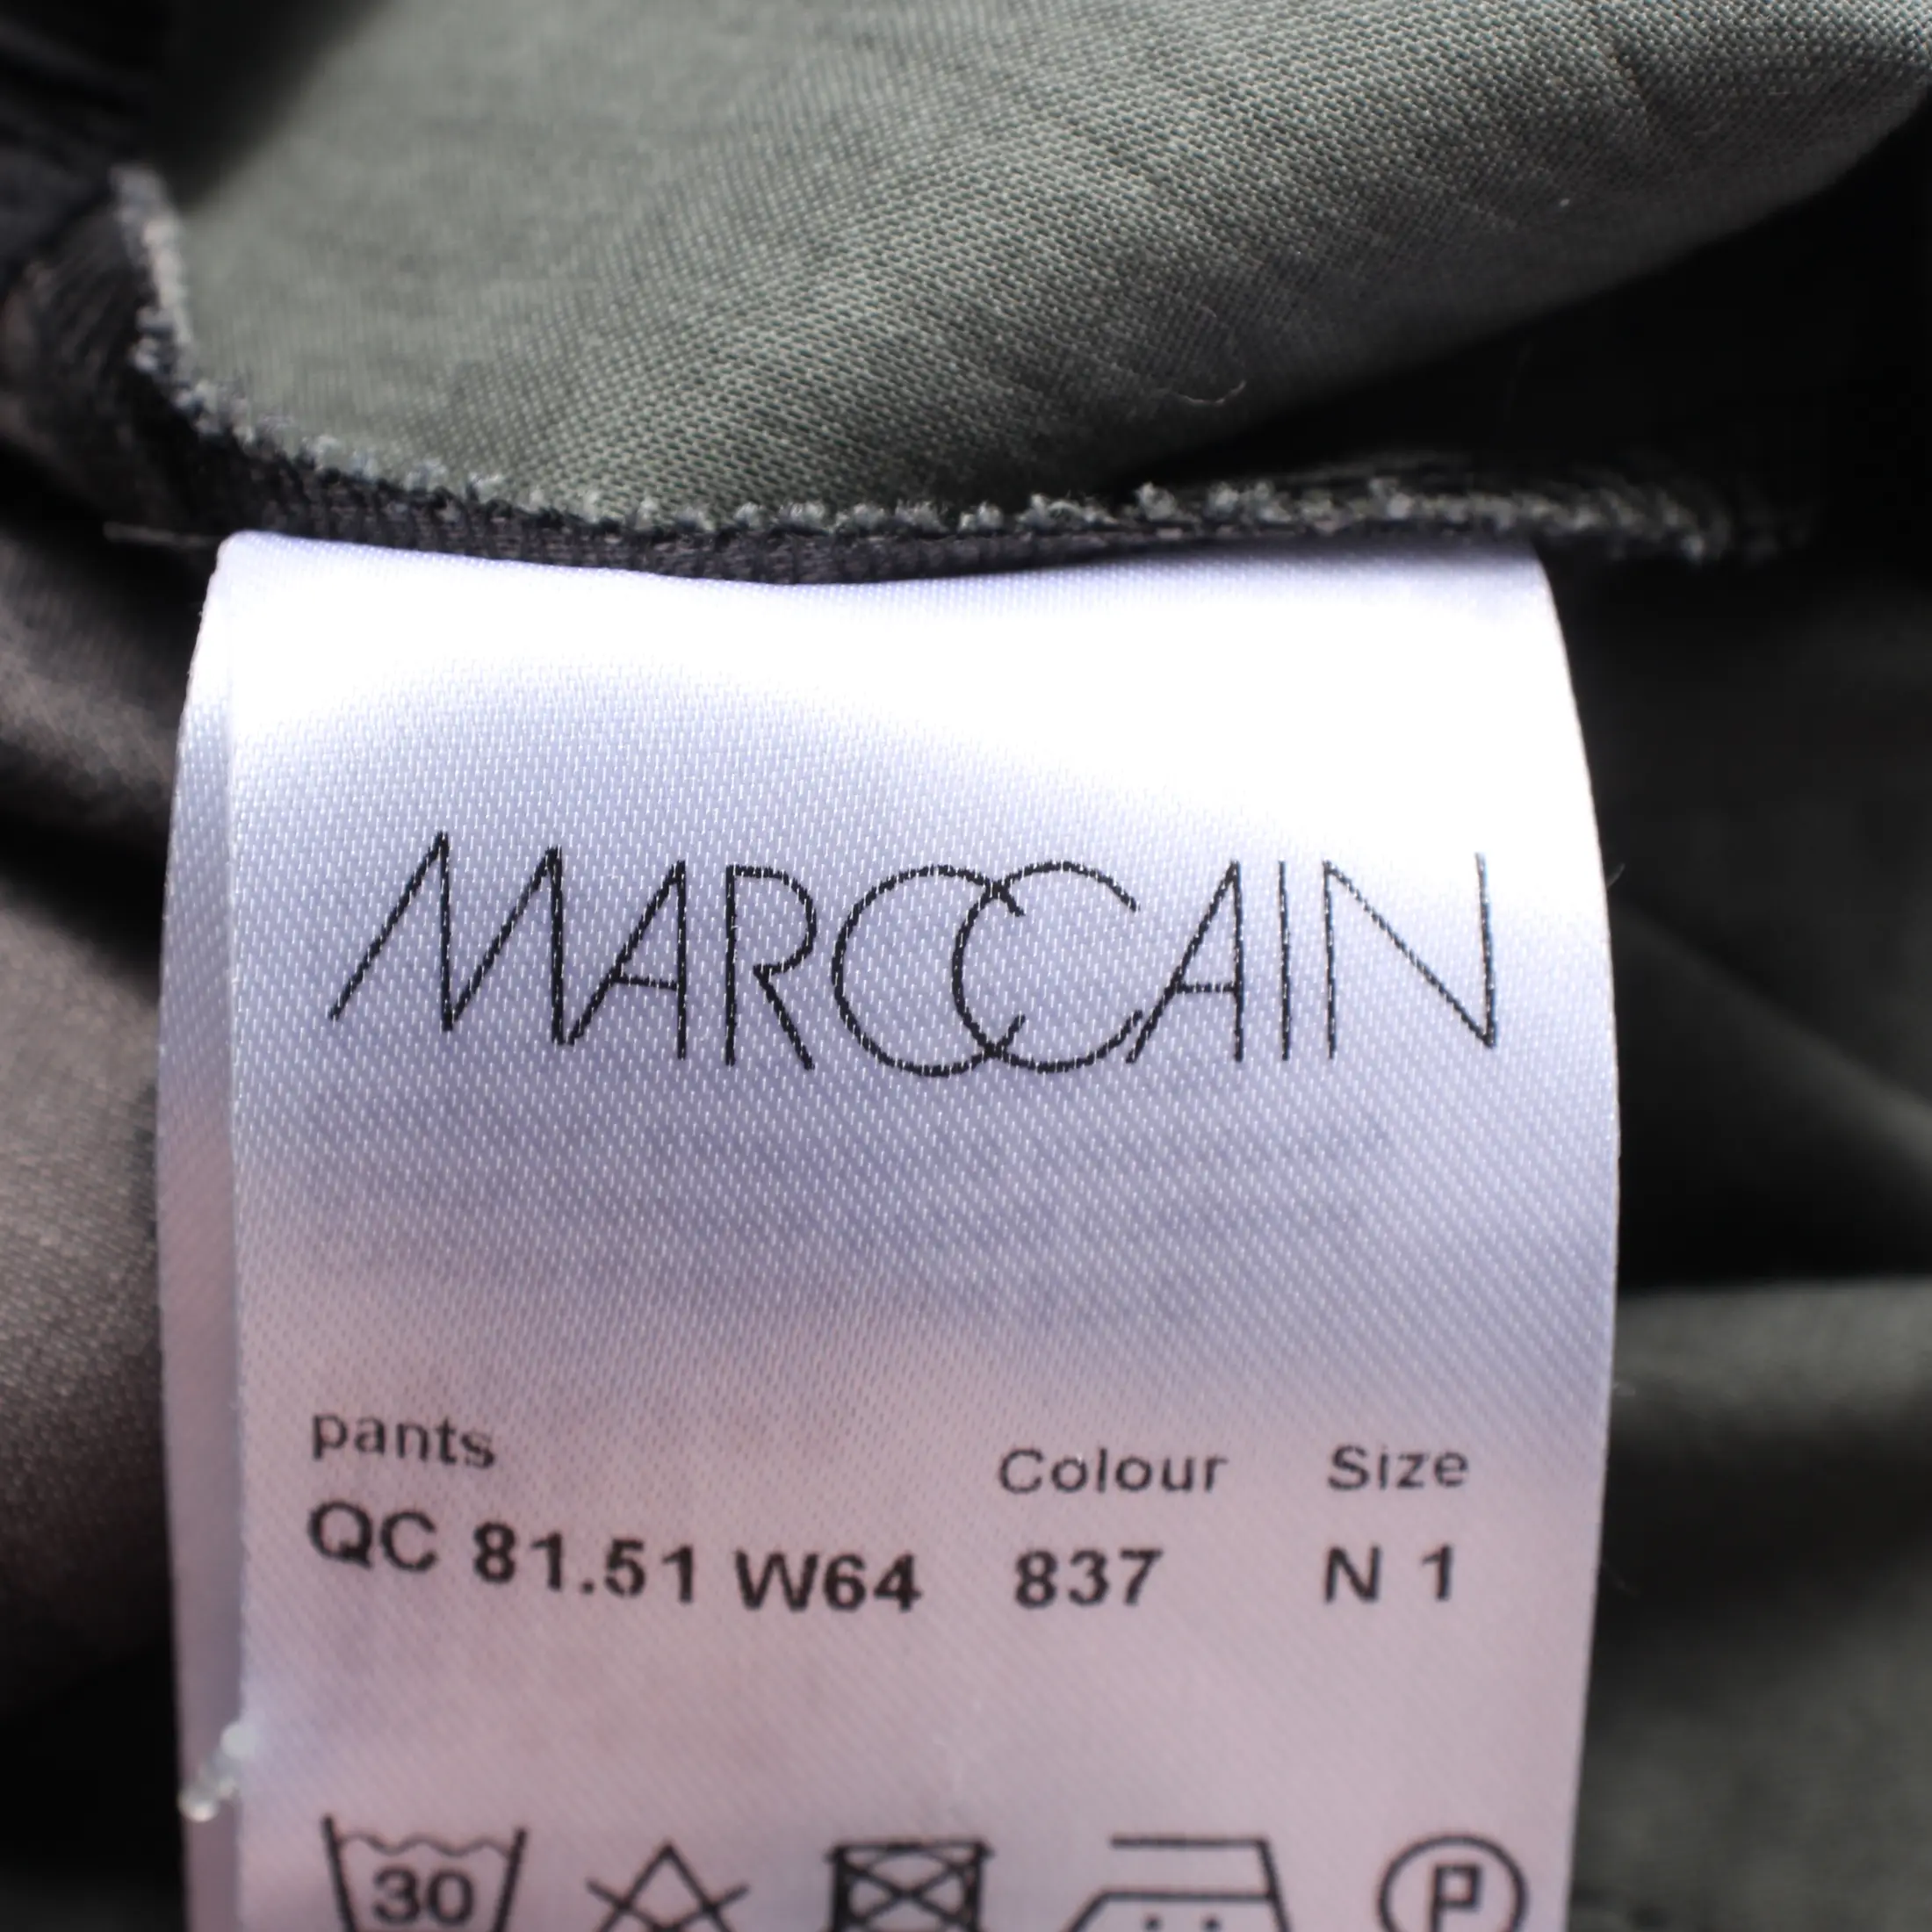 MARCCAIN
pants Colour Size
QC 81.51 W64 837 N 1
30 P